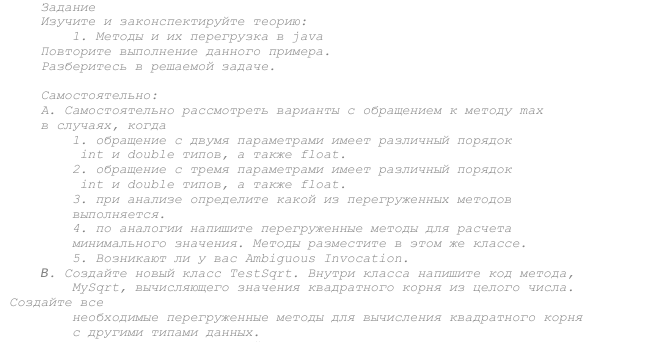 Задание
Изучите и законспектируйте теорию:
1. Методы и их перегрузка в java
Повторите выполнение данного примера.
Разберитесь в решаемой задаче.
Самостоятельно:
A. Самостоятельно рассмотреть варианты с обращением к методу max
в случаях, когда
1. обращение с двумя параметрами имеет различный порядок
int и double типов, а также float.
2. обращение с тремя параметрами имеет различный порядок
int и double типов, а также float.
3. при анализе определите какой из перегруженных методов
выполняется.
4. по аналогии напишите перегруженные методы для расчета
минимального значения. Методы разместите в этом же классе.
5. Возникают ли у вас Ambiguous Invocation.
B. Создайте новый класс TestSqrt. Внутри класса напишите код метода,
MySqrt, вычисляющего значения квадратного корня из целого числа.
Создайте все
необходимые перегруженные методы для вычисления квадратного корня
с другими типами данных.